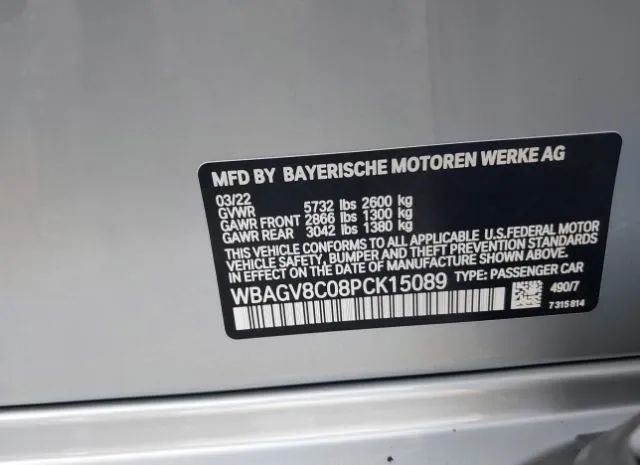 MFD BY BAYERISCHE MOTOREN WERKE AG
03/22
GVWR 5732 lbs 2600 kg
GAWR FRONT 2866 lbs 1300 kg
GAWR REAR 3042 lbs 1380 kg
THIS VEHICLE CONFORMS TO ALL APPLICABLE U.S.FEDERAL MOTOR
VEHICLE SAFETY, BUMPER AND THEFT PREVENTION STANDARDS
IN EFFECT ON THE DATE OF MANUFACTURE SHOWN ABOVE.
WBAGV8C08PCK15089 TYPE: PASSENGER CAR
490/7
7315814